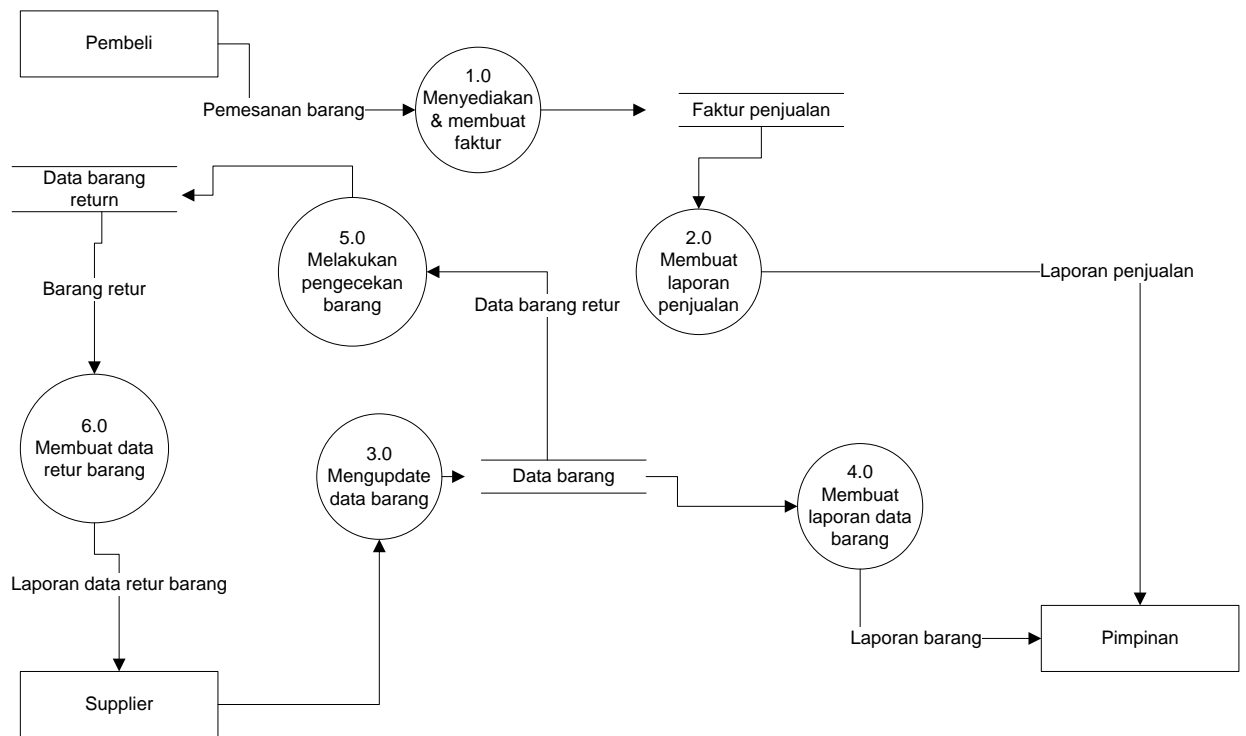 Pembeli
1.0
Menyediakan
& membuat
faktur
Pemesanan barang
Faktur penjualan
Data barang
return
5.0
Melakukan
pengecekan
barang
2.0
Membuat
laporan
penjualan
Laporan penjualan
Barang retur
Data barang retur
6.0
Membuat data
retur barang
3.0
Mengupdate
data barang
Data barang
4.0
Membuat
laporan data
barang
Laporan data retur barang
Laporan barang
Pimpinan
Supplier